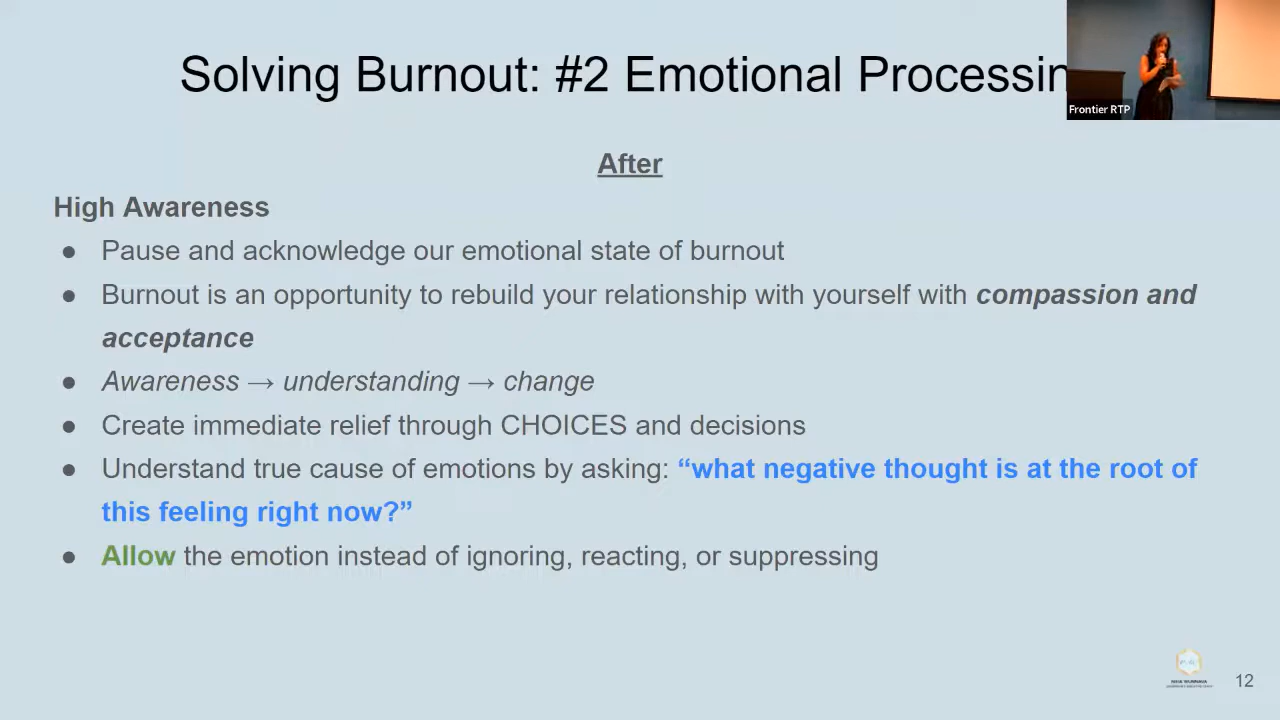 Solving Burnout: #2 Emotional Processin
Frontier RTP
After
High Awareness
● Pause and acknowledge our emotional state of burnout
● Burnout is an opportunity to rebuild your relationship with yourself with compassion and
acceptance
● Awareness → understanding → change
● Create immediate relief through CHOICES and decisions
● Understand true cause of emotions by asking: “what negative thought is at the root of
this feeling right now?”
● Allow the emotion instead of ignoring, reacting, or suppressing
12